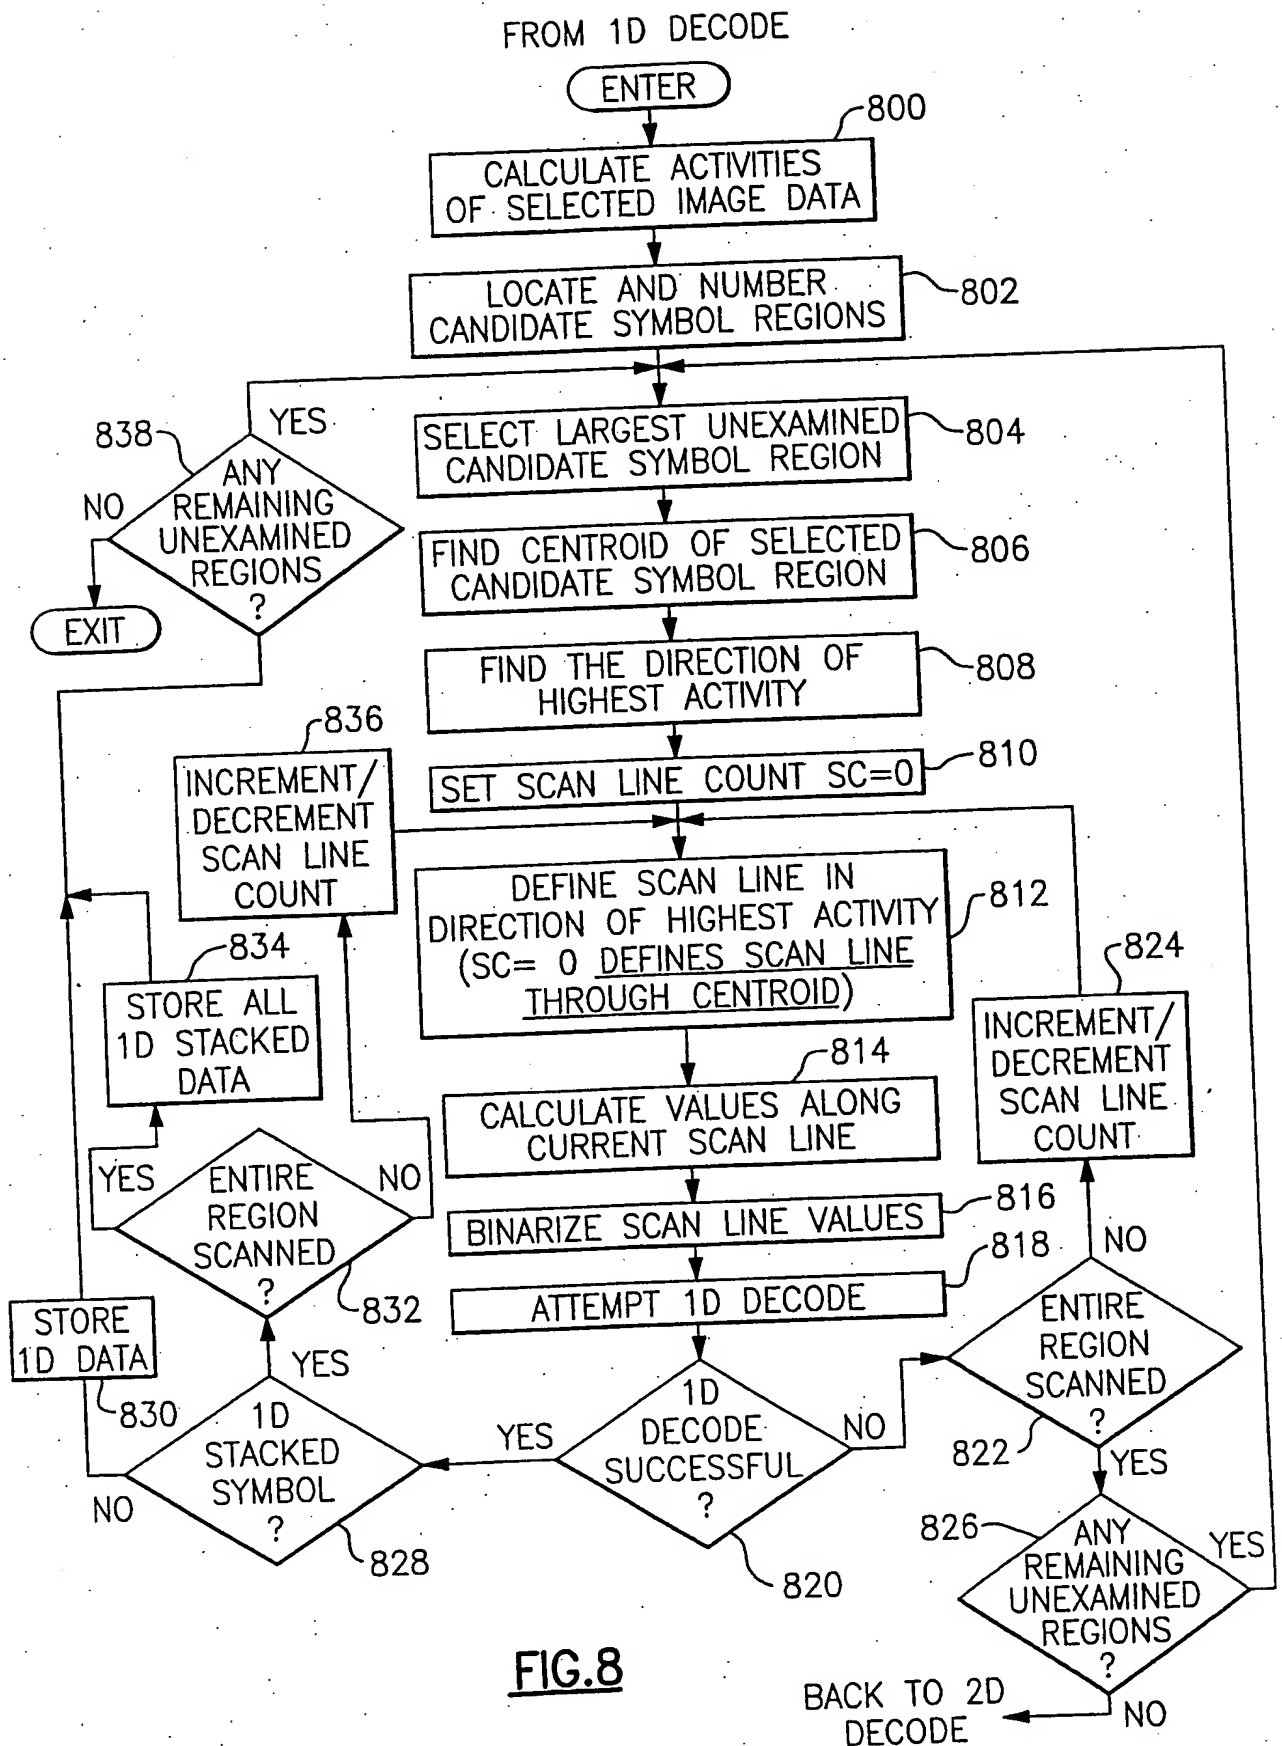 FROM 1D DECODE
ENTER
800
CALCULATE ACTIVITIES
OF SELECTED IMAGE DATA
802
LOCATE AND NUMBER
CANDIDATE SYMBOL REGIONS
YES
838
ANY
REMAINING
UNEXAMINED
REGIONS
?
NO
EXIT
SELECT LARGEST UNEXAMINED
CANDIDATE SYMBOL REGION
804
FIND CENTROID OF SELECTED
CANDIDATE SYMBOL REGION
806
FIND THE DIRECTION OF
HIGHEST ACTIVITY
808
SET SCAN LINE COUNT SC=0
810
836
INCREMENT/
DECREMENT
SCAN LINE
COUNT
DEFINE SCAN LINE IN
DIRECTION OF HIGHEST ACTIVITY
(SC= 0 DEFINES SCAN LINE
THROUGH CENTROID)
812
824
INCREMENT/
DECREMENT
SCAN LINE
COUNT
834
STORE ALL
1D STACKED
DATA
814
CALCULATE VALUES ALONG
CURRENT SCAN LINE
YES
ENTIRE
REGION
SCANNED
?
NO
832
BINARIZE SCAN LINE VALUES
816
ATTEMPT 1D DECODE
818
NO
ENTIRE
REGION
SCANNED
?
822
YES
STORE
1D DATA
830
YES
1D
STACKED
SYMBOL
?
NO
828
YES
1D
DECODE
SUCCESSFUL
?
NO
820
826
ANY
REMAINING
UNEXAMINED
REGIONS
?
YES
NO
BACK TO 2D
DECODE
FIG.8